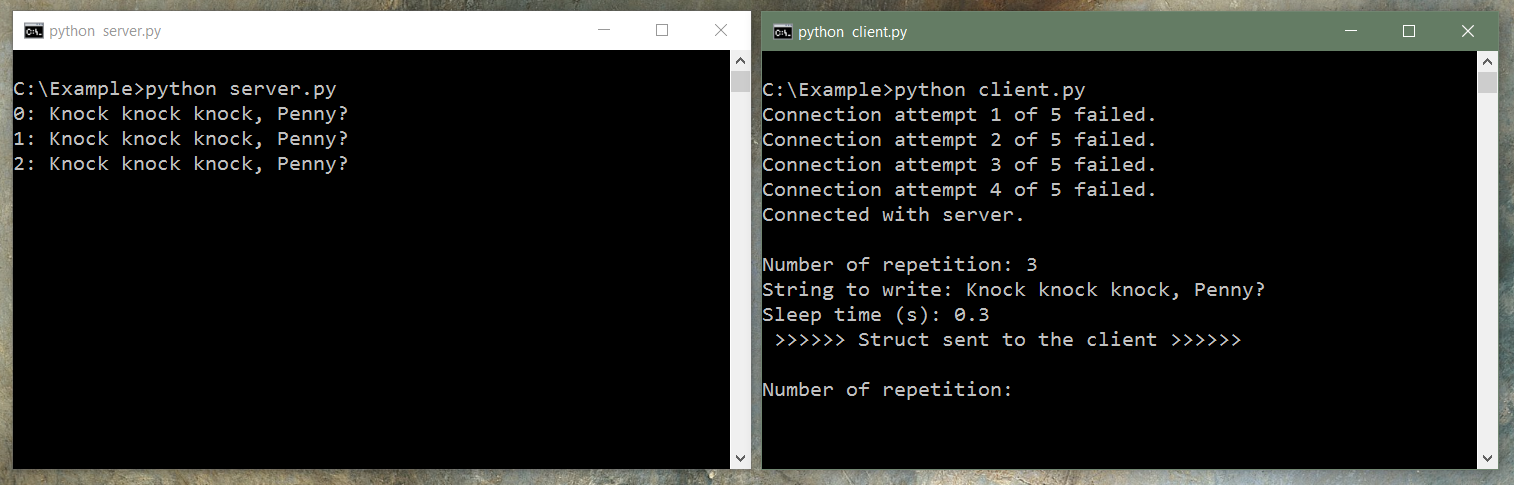 python  server.py
C:\Example>python server.py
0: Knock knock knock, Penny?
1: Knock knock knock, Penny?
2: Knock knock knock, Penny?
python  client.py
C:\Example>python client.py
Connection attempt 1 of 5 failed.
Connection attempt 2 of 5 failed.
Connection attempt 3 of 5 failed.
Connection attempt 4 of 5 failed.
Connected with server.
Number of repetition: 3
String to write: Knock knock knock, Penny?
Sleep time (s): 0.3
>>>>>> Struct sent to the client >>>>>>
Number of repetition: